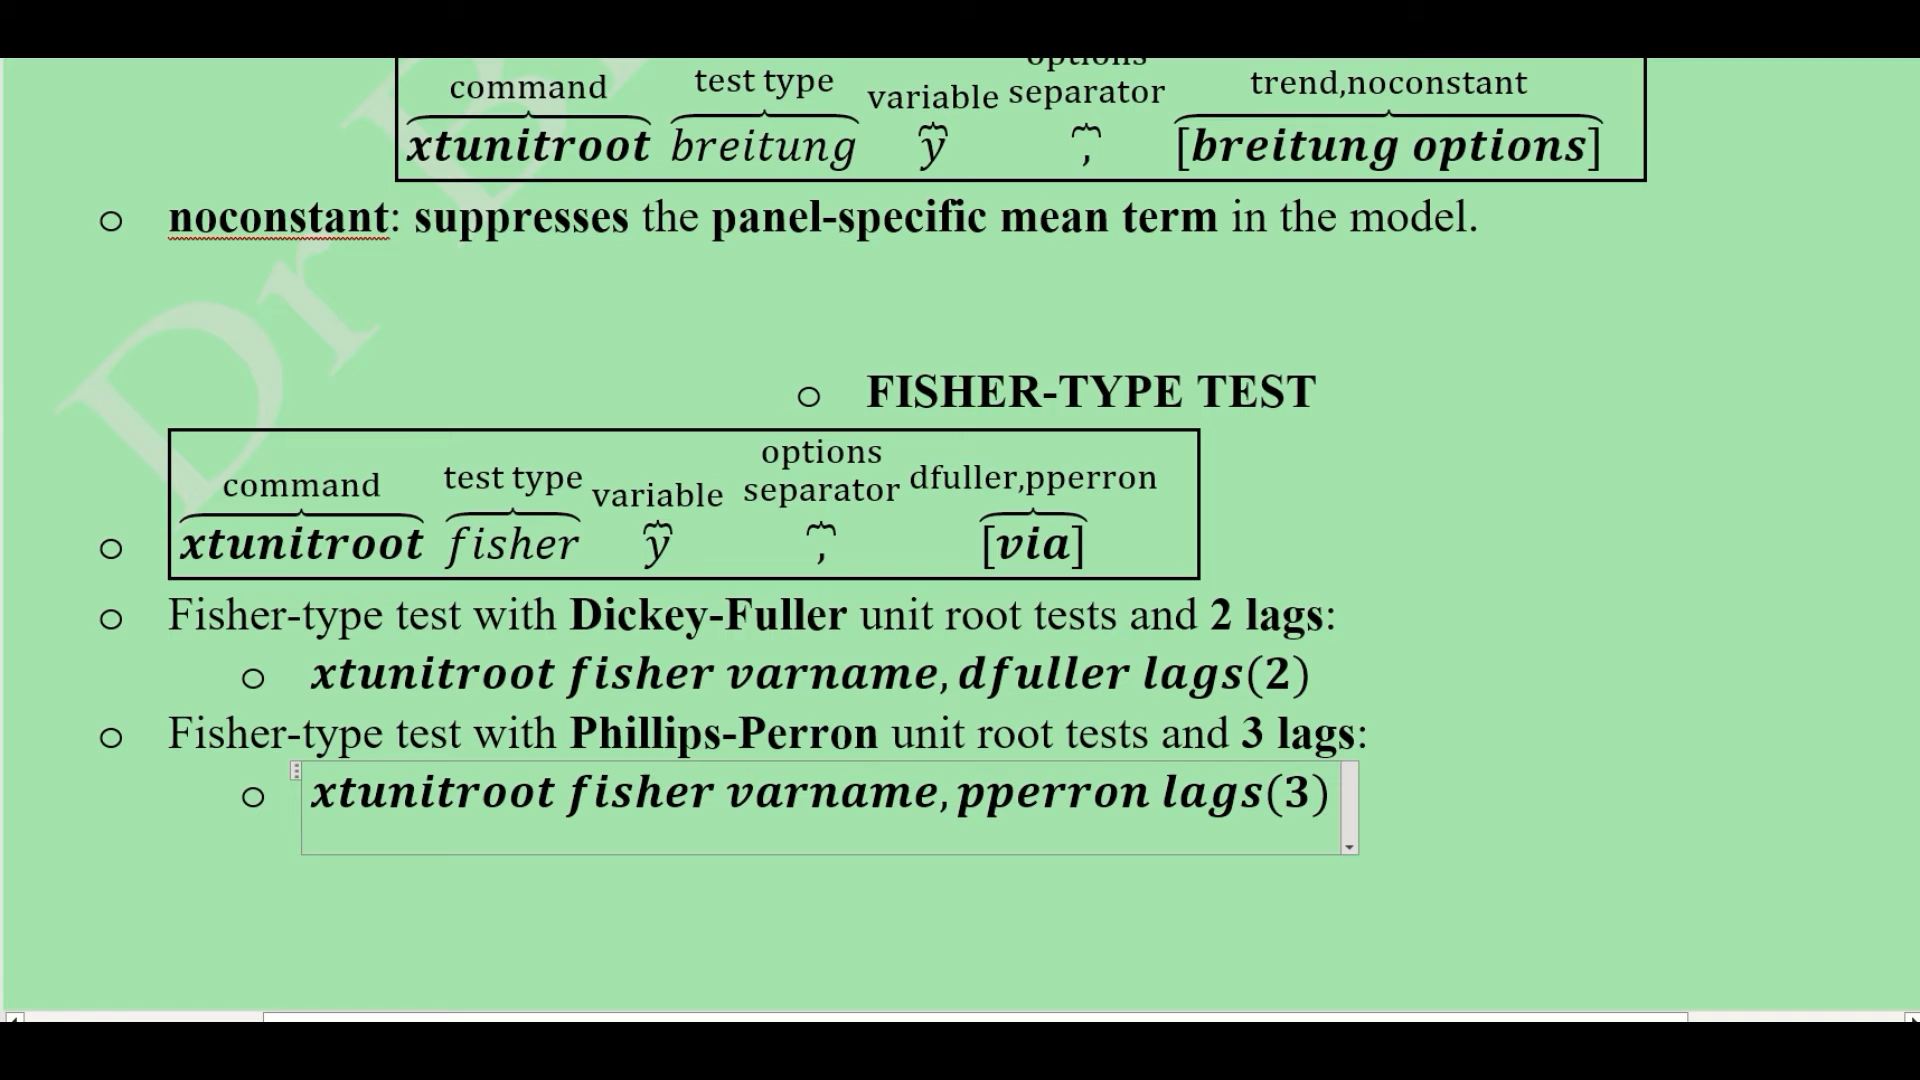 options
command test type variable separator trend,noconstant
xtunitroot breitung y , [breitung options]
noconstant: suppresses the panel-specific mean term in the model.
FISHER-TYPE TEST
options
command test type variable separator dfuller,pperron
xtunitroot fisher y , [via]
Fisher-type test with Dickey-Fuller unit root tests and 2 lags:
xtunitroot fisher varname, dfuller lags(2)
Fisher-type test with Phillips-Perron unit root tests and 3 lags:
xtunitroot fisher varname, pperron lags(3)
Dr